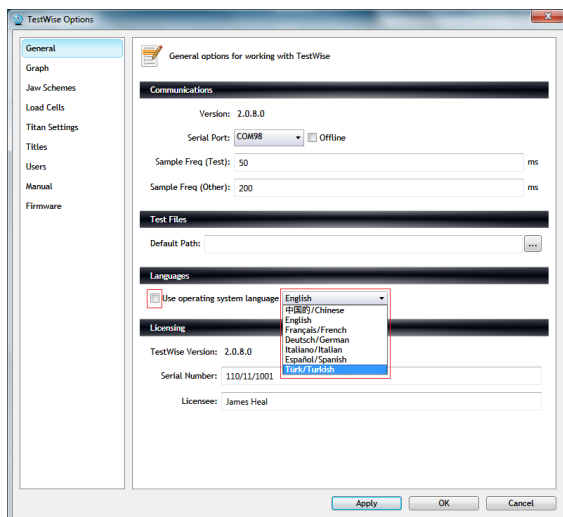 TestWise Options
General
Graph
Jaw Schemes
Load Cells
Titan Settings
Titles
Users
Manual
Firmware
General options for working with TestWise
Communications
Version: 2.0.8.0
Serial Port: COM98 Offline
Sample Freq (Test): 50 ms
Sample Freq (Other): 200 ms
Test Files
Default Path: ...
Languages
Use operating system language English
中国的/Chinese
English
Français/French
Deutsch/German
Italiano/Italian
Español/Spanish
Türk/Turkish
Licensing
TestWise Version: 2.0.8.0
Serial Number: 110/11/1001
Licensee: James Heal
Apply OK Cancel